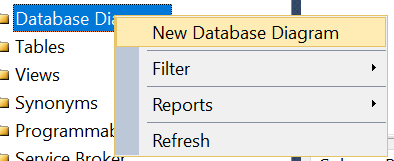 Database Dia
New Database Diagram
Tables
Filter
Views
Synonyms
Reports
Programmab
Refresh
Service Broker